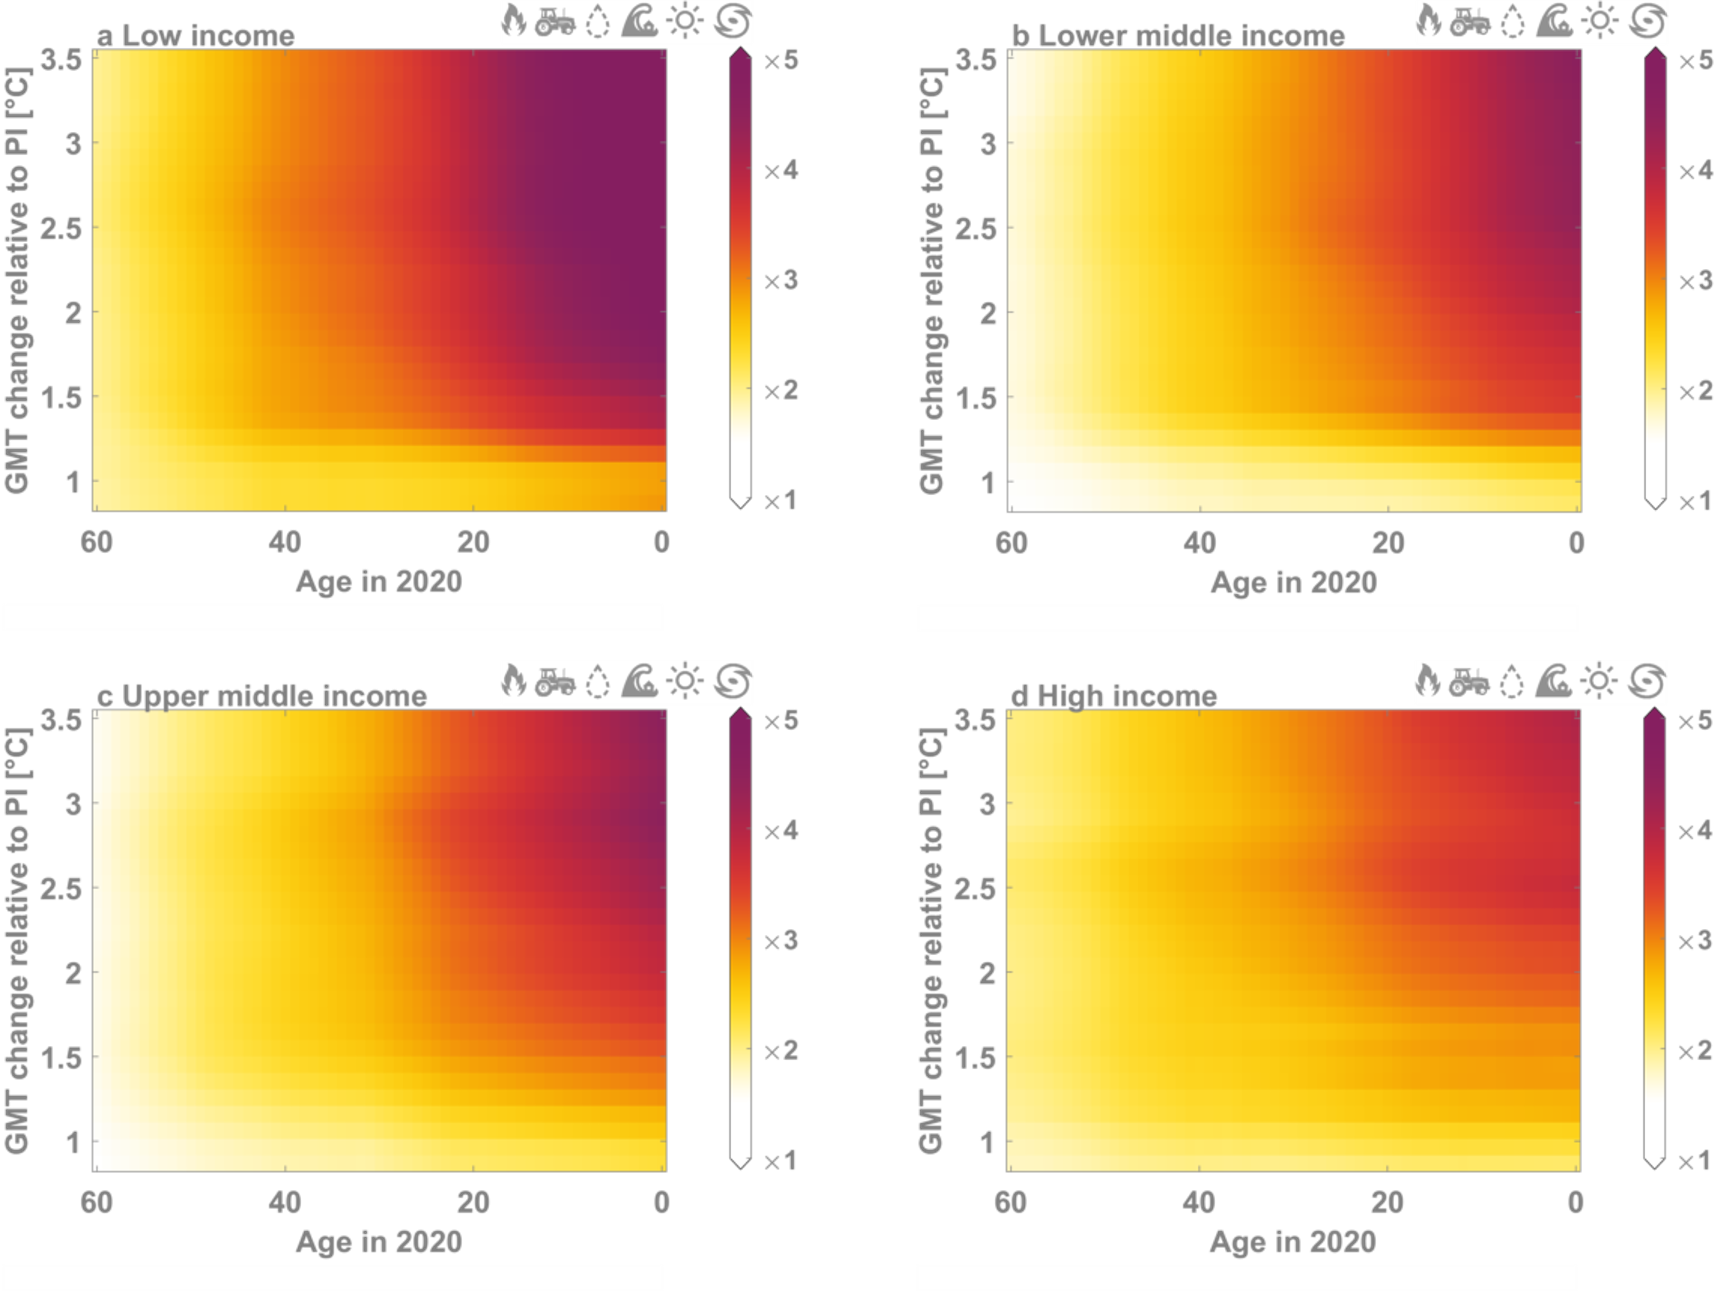 a Low income
3.5
3
2.5
2
1.5
1
GMT change relative to PI [°C]
60 40 20 0
Age in 2020
×5
×4
×3
×2
×1
b Lower middle income
3.5
3
2.5
2
1.5
1
GMT change relative to PI [°C]
60 40 20 0
Age in 2020
×5
×4
×3
×2
×1
c Upper middle income
3.5
3
2.5
2
1.5
1
GMT change relative to PI [°C]
60 40 20 0
Age in 2020
×5
×4
×3
×2
×1
d High income
3.5
3
2.5
2
1.5
1
GMT change relative to PI [°C]
60 40 20 0
Age in 2020
×5
×4
×3
×2
×1